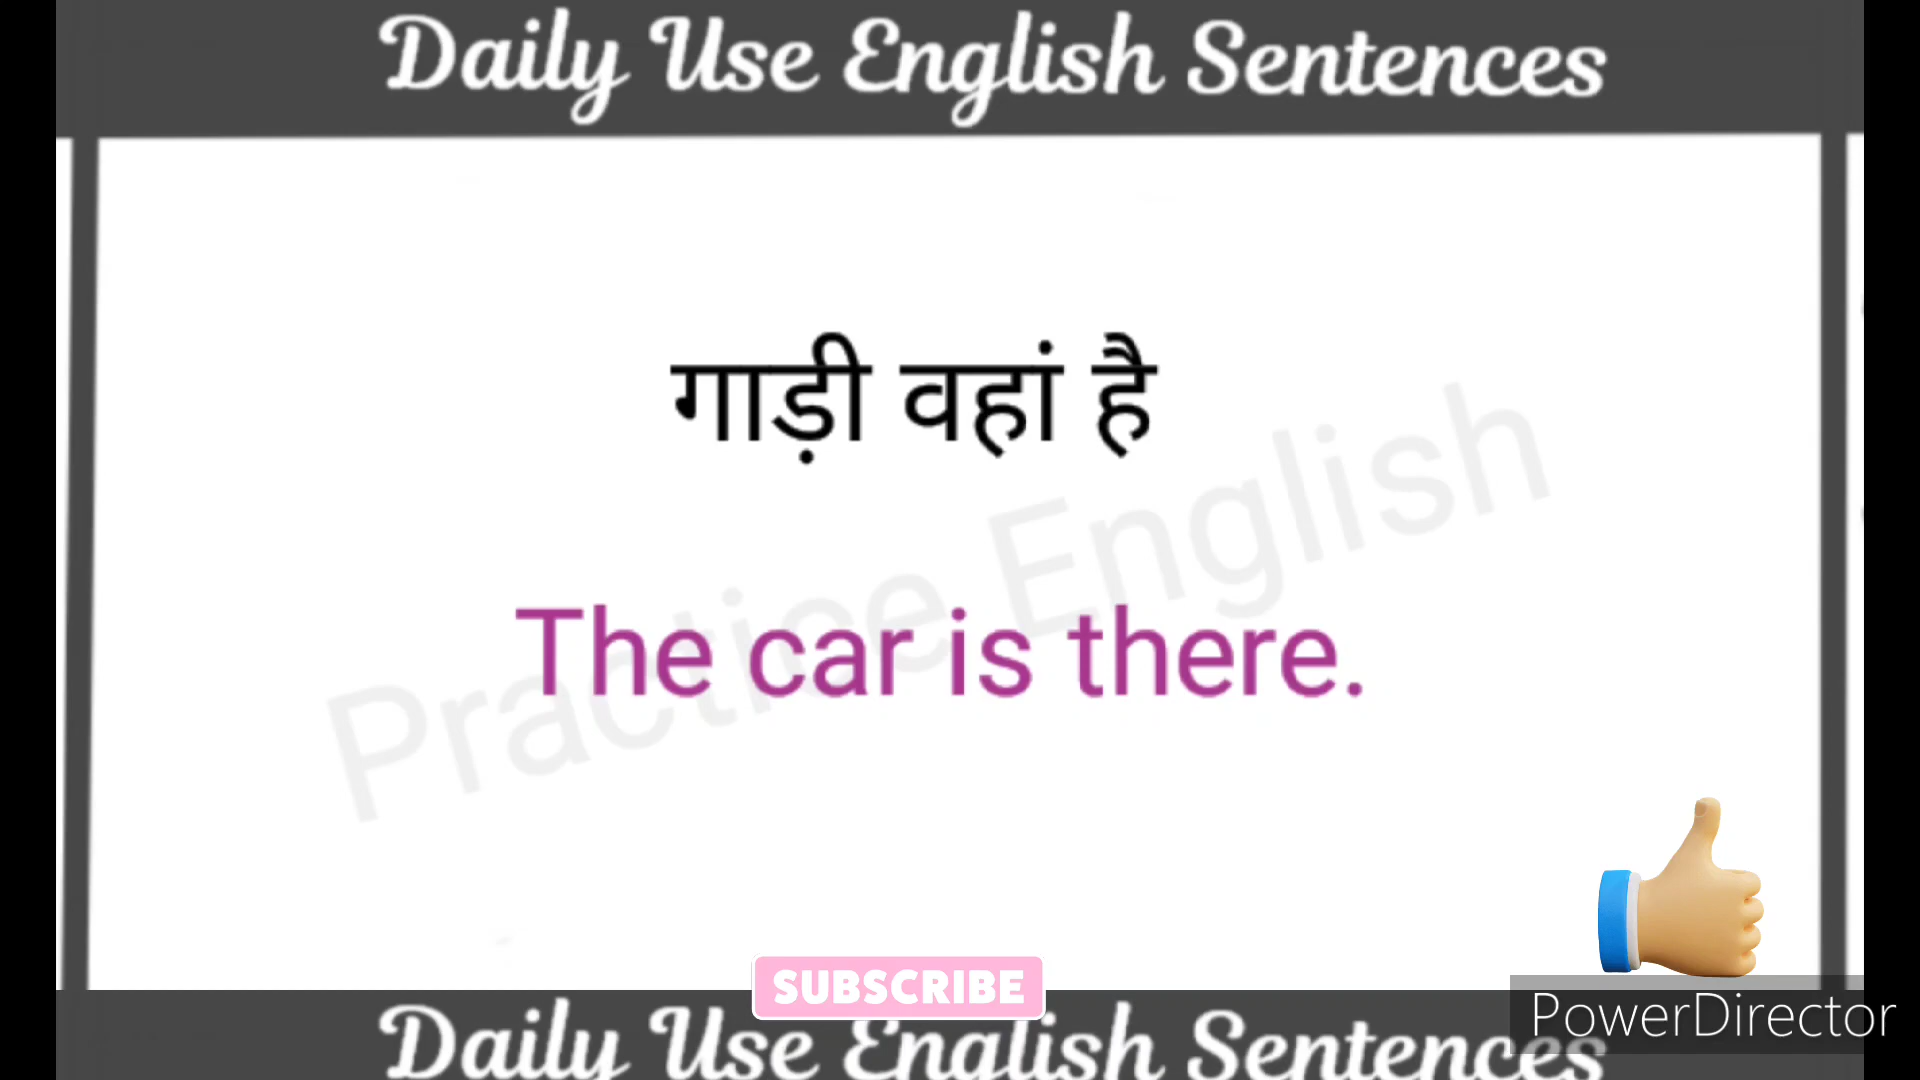 Daily Use English Sentences
गाड़ी वहां है
Practice English
The car is there.
SUBSCRIBE
PowerDirector
Daily Use English Sentences